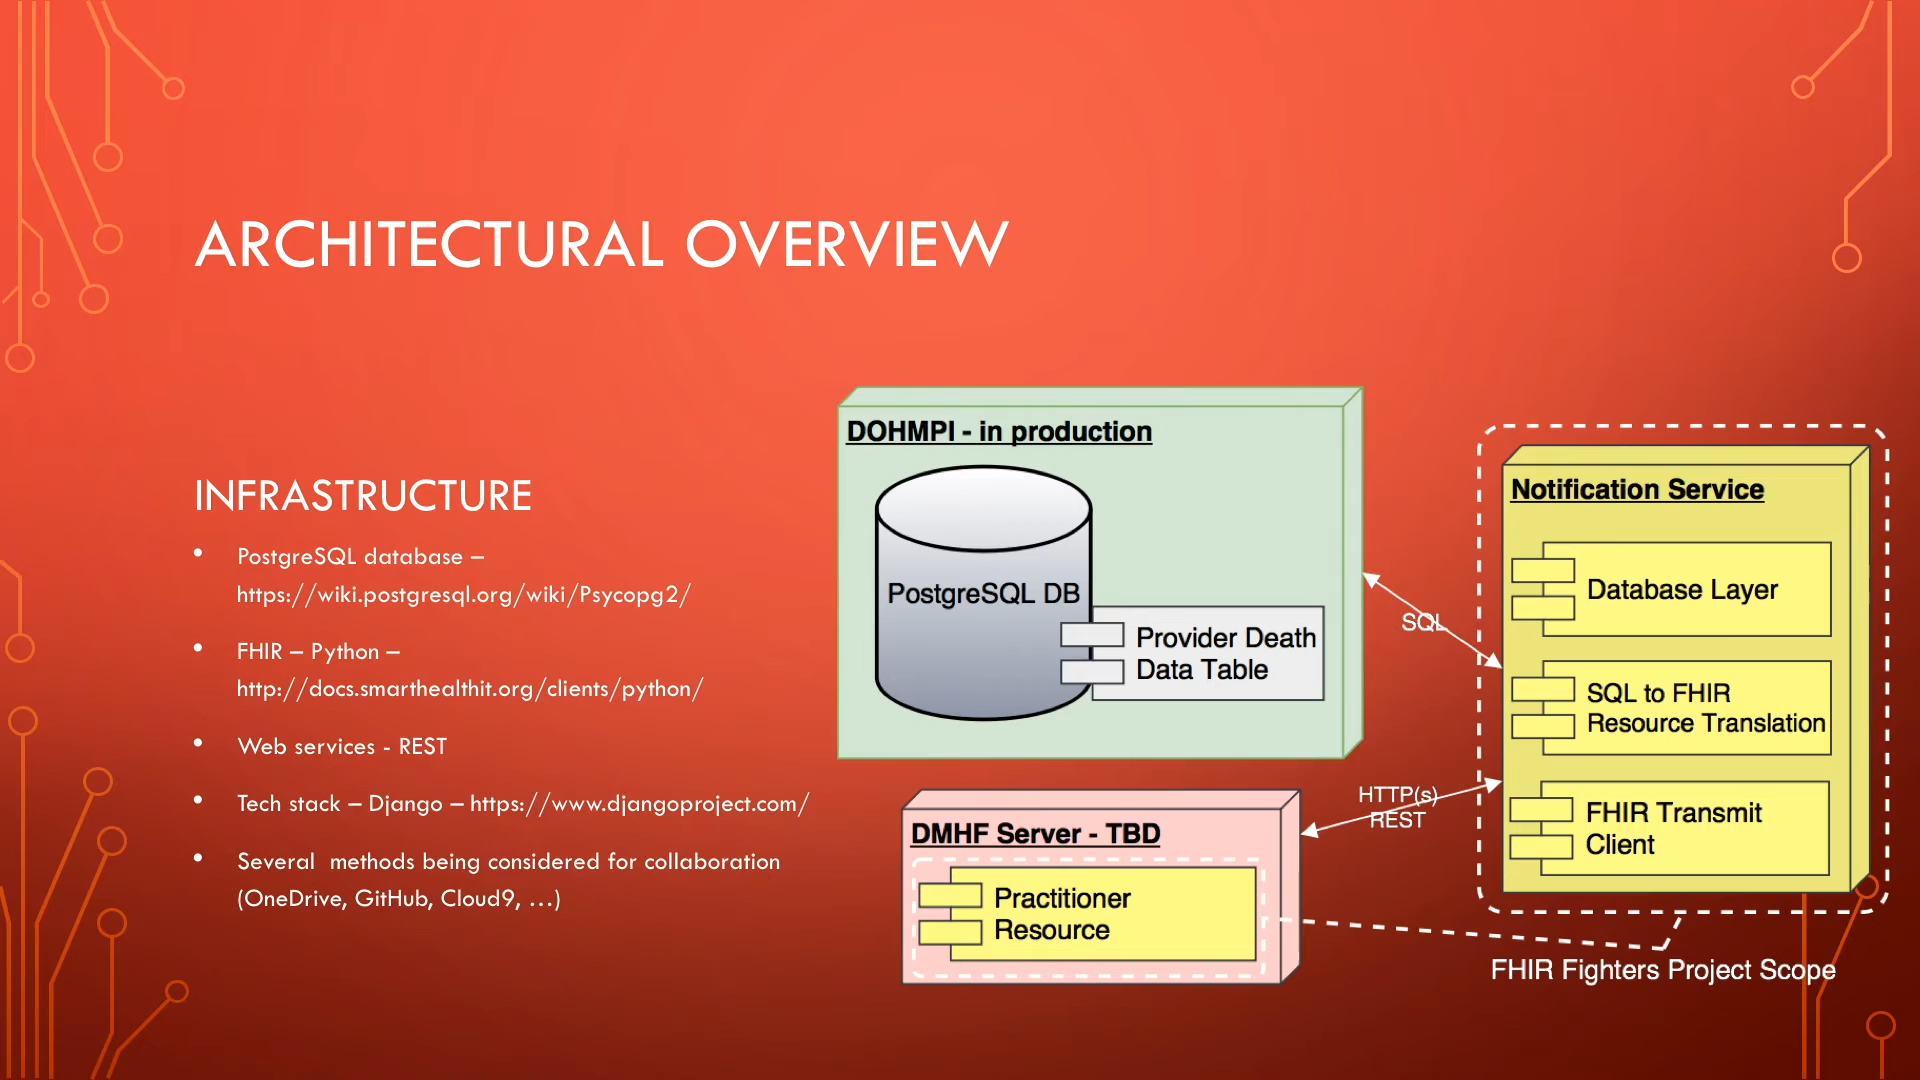 ARCHITECTURAL OVERVIEW
INFRASTRUCTURE
• PostgreSQL database –
https://wiki.postgresql.org/wiki/Psycopg2/
• FHIR – Python –
http://docs.smarthealthit.org/clients/python/
• Web services - REST
• Tech stack – Django – https://www.djangoproject.com/
• Several  methods being considered for collaboration
(OneDrive, GitHub, Cloud9, …)
DOHMPI - in production
PostgreSQL DB
Provider Death
Data Table
SQL
Notification Service
Database Layer
SQL to FHIR
Resource Translation
FHIR Transmit
Client
HTTP(s)
REST
DMHF Server - TBD
Practitioner
Resource
FHIR Fighters Project Scope